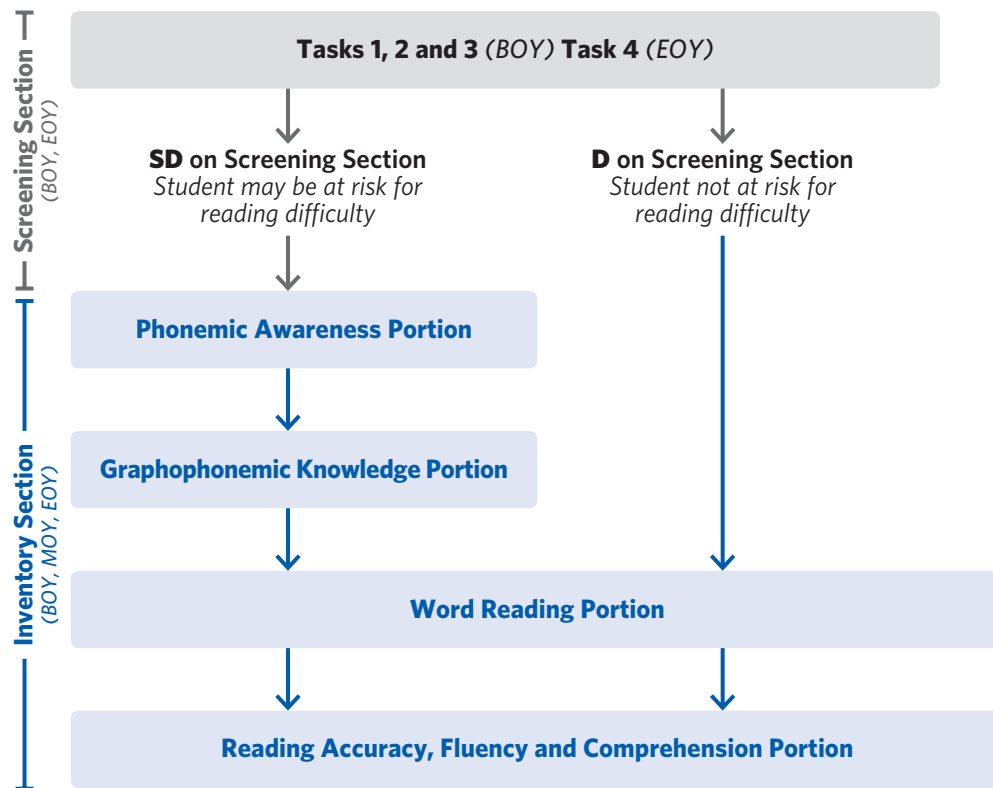 Screening Section
(BOY, EOY)
Tasks 1, 2 and 3 (BOY) Task 4 (EOY)
SD on Screening Section
Student may be at risk for
reading difficulty
D on Screening Section
Student not at risk for
reading difficulty
Inventory Section
(BOY, MOY, EOY)
Phonemic Awareness Portion
Graphophonemic Knowledge Portion
Word Reading Portion
Reading Accuracy, Fluency and Comprehension Portion